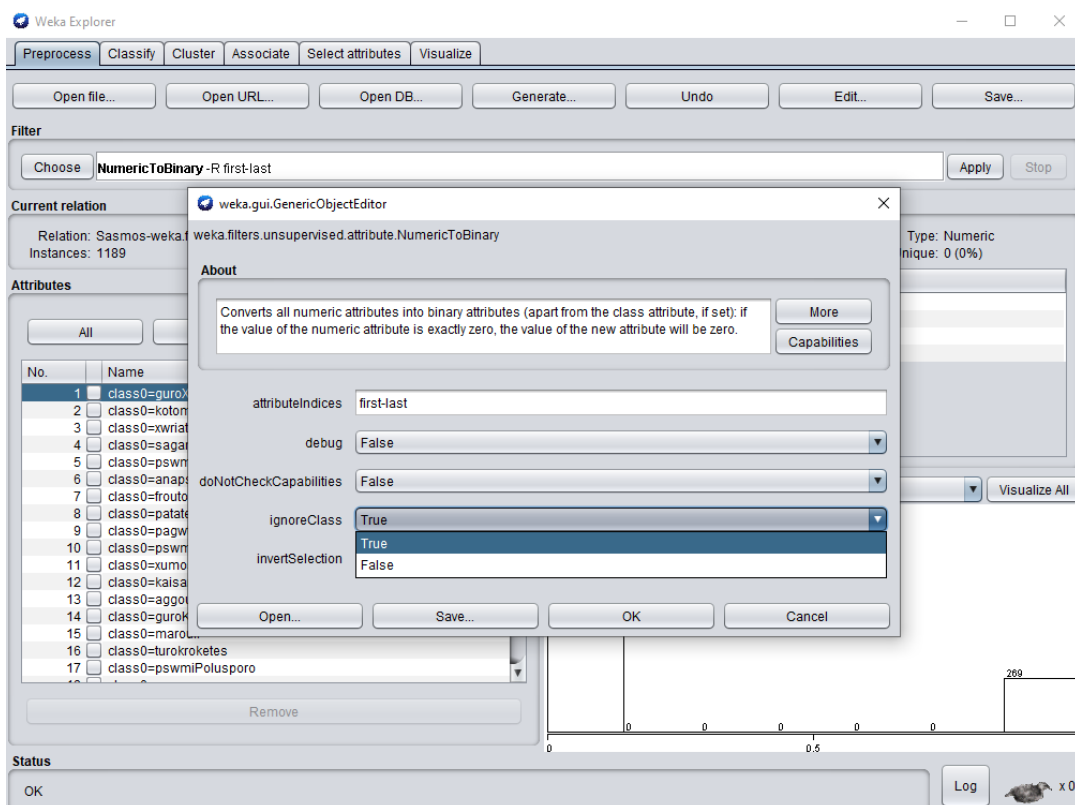 Weka Explorer
Preprocess Classify Cluster Associate Select attributes Visualize
Open file... Open URL... Open DB... Generate... Undo Edit... Save...
Filter
Choose NumericToBinary -R first-last Apply Stop
Current relation
Relation: Sasmos-weka.f
Instances: 1189
Type: Numeric
0 (0%)
weka.gui.GenericObjectEditor
weka.filters.unsupervised.attribute.NumericToBinary
About
Converts all numeric attributes into binary attributes (apart from the class attribute, if set): if
the value of the numeric attribute is exactly zero, the value of the new attribute will be zero.
More
Capabilities
attributeIndices first-last
debug False
doNotCheckCapabilities False
ignoreClass True
True
False
invertSelection
Open... Save... OK Cancel
Attributes
All
No. Name
1 class0=guroX
2 class0=kotom
3 class0=xwriat
4 class0=sagan
5 class0=pswm
6 class0=anaps
7 class0=frouto
8 class0=patate
9 class0=pagw
10 class0=pswm
11 class0=xumo
12 class0=kaisa
13 class0=aggou
14 class0=guroK
15
16 class0=turokroketes
17 class0=pswmiPolusporo
Remove
Visualize All
269
0 0 0 0 0
0 0.5
Status
OK
Log x 0